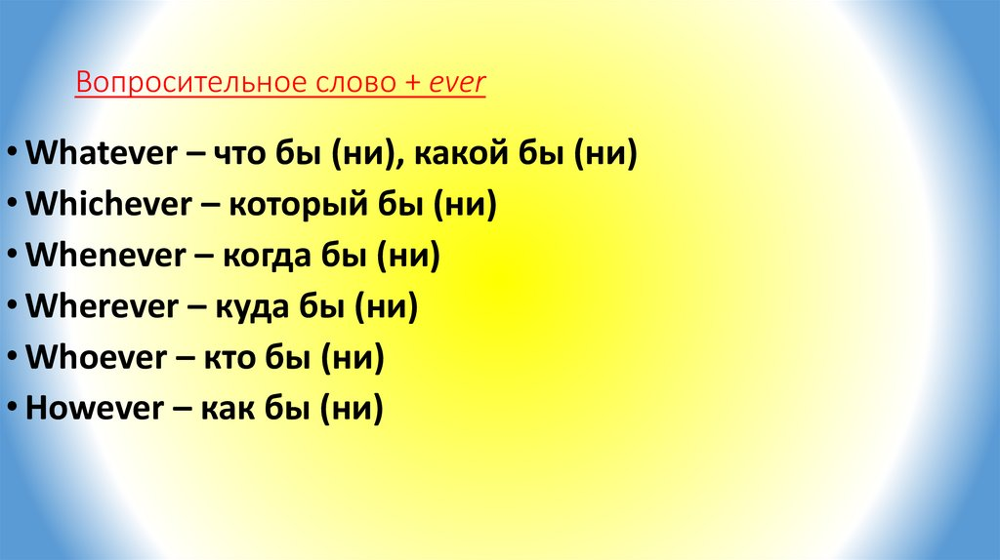 Вопросительное слово + ever
• Whatever – что бы (ни), какой бы (ни)
• Whichever – который бы (ни)
• Whenever – когда бы (ни)
• Wherever – куда бы (ни)
• Whoever – кто бы (ни)
• However – как бы (ни)